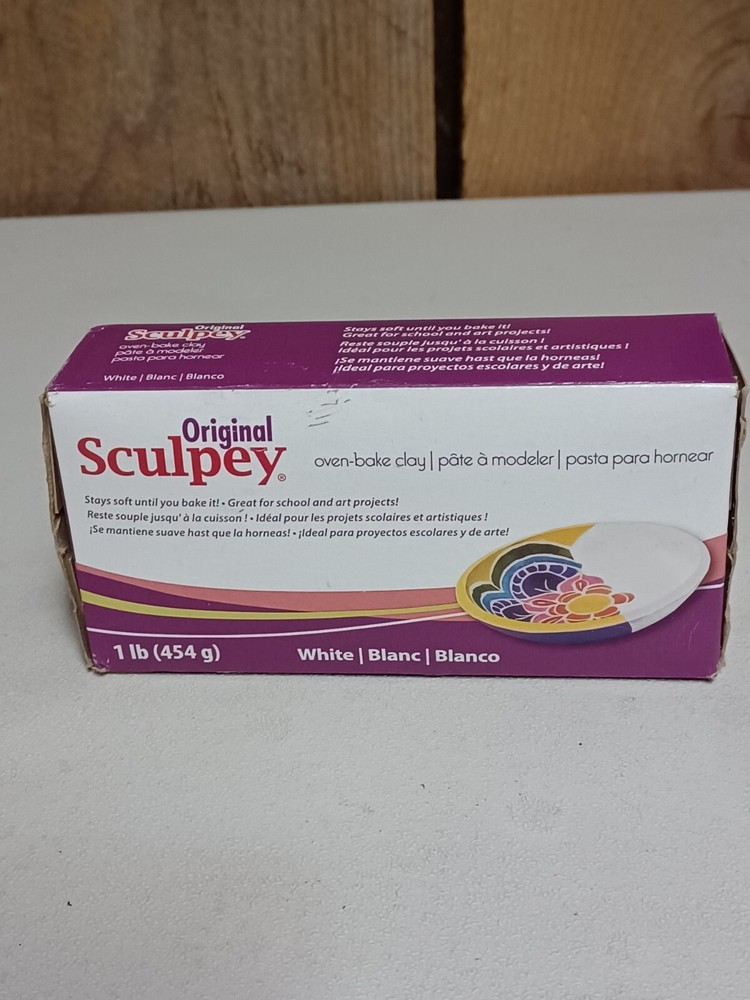 Original
Sculpey®
oven-bake clay
pâte à modeler
pasta para hornear
White | Blanc | Blanco
Stays soft until you bake it!
Great for school and art projects!
Reste souple jusqu' à la cuisson !
Idéal pour les projets scolaires et artistiques !
¡Se mantiene suave hast que la horneas!
¡Ideal para proyectos escolares y de arte!
Original
Sculpey®
oven-bake clay | pâte à modeler | pasta para hornear
Stays soft until you bake it! • Great for school and art projects!
Reste souple jusqu' à la cuisson ! • Idéal pour les projets scolaires et artistiques !
¡Se mantiene suave hast que la horneas! • ¡Ideal para proyectos escolares y de arte!
1 lb (454 g)
White | Blanc | Blanco